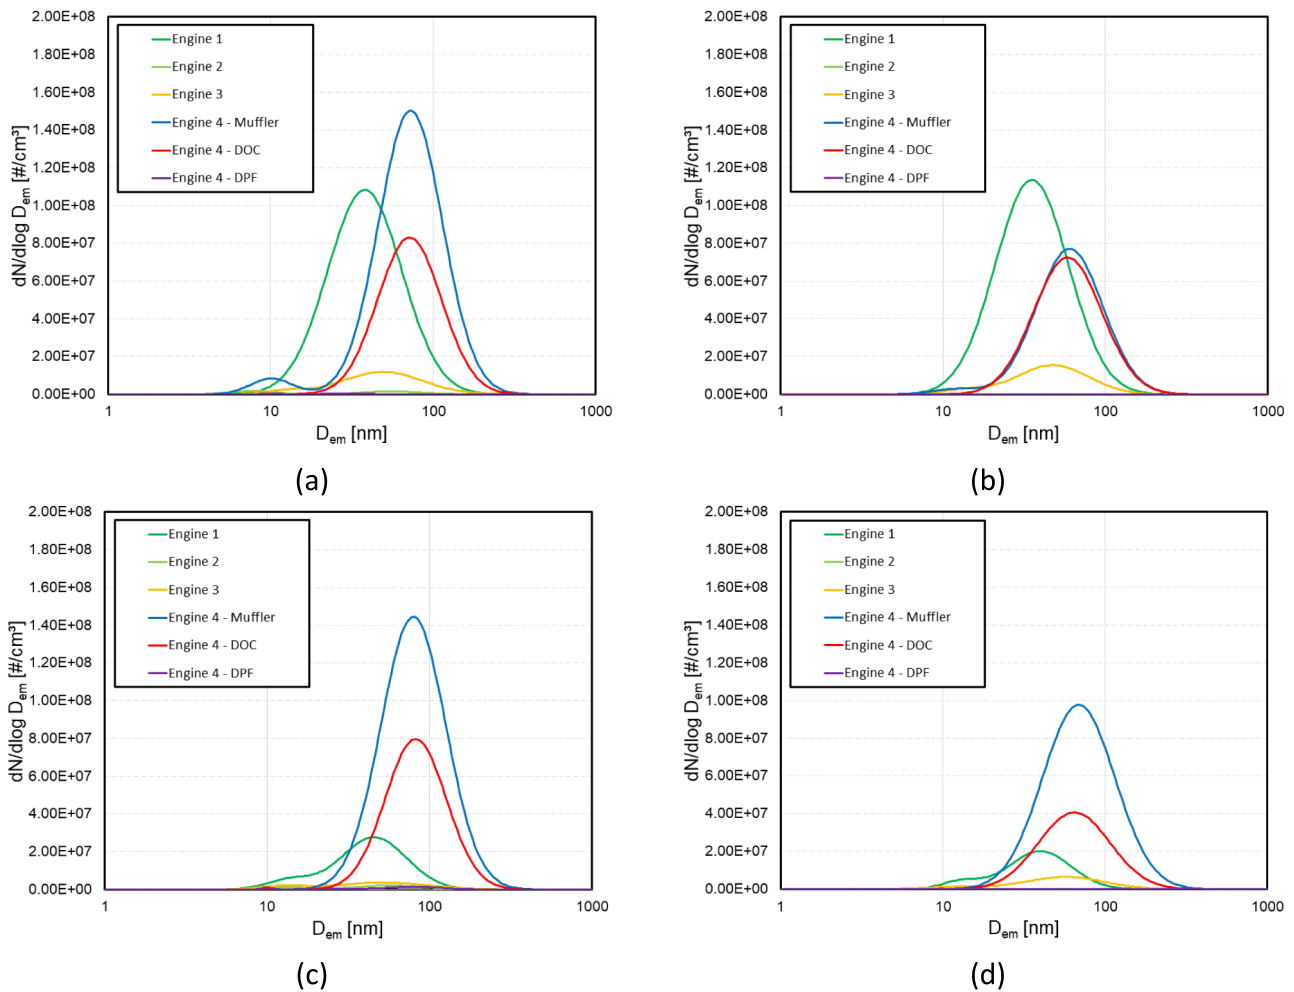 2.00E+08
1.80E+08
1.60E+08
1.40E+08
1.20E+08
1.00E+08
8.00E+07
6.00E+07
4.00E+07
2.00E+07
0.00E+00
dN/dlog Dem [#/cm³]
Engine 1
Engine 2
Engine 3
Engine 4 - Muffler
Engine 4 - DOC
Engine 4 - DPF
1 10 100 1000
Dem [nm]
(a)
2.00E+08
1.80E+08
1.60E+08
1.40E+08
1.20E+08
1.00E+08
8.00E+07
6.00E+07
4.00E+07
2.00E+07
0.00E+00
dN/dlog Dem [#/cm³]
Engine 1
Engine 2
Engine 3
Engine 4 - Muffler
Engine 4 - DOC
Engine 4 - DPF
1 10 100 1000
Dem [nm]
(b)
2.00E+08
1.80E+08
1.60E+08
1.40E+08
1.20E+08
1.00E+08
8.00E+07
6.00E+07
4.00E+07
2.00E+07
0.00E+00
dN/dlog Dem [#/cm³]
Engine 1
Engine 2
Engine 3
Engine 4 - Muffler
Engine 4 - DOC
Engine 4 - DPF
1 10 100 1000
Dem [nm]
(c)
2.00E+08
1.80E+08
1.60E+08
1.40E+08
1.20E+08
1.00E+08
8.00E+07
6.00E+07
4.00E+07
2.00E+07
0.00E+00
dN/dlog Dem [#/cm³]
Engine 1
Engine 2
Engine 3
Engine 4 - Muffler
Engine 4 - DOC
Engine 4 - DPF
1 10 100 1000
Dem [nm]
(d)